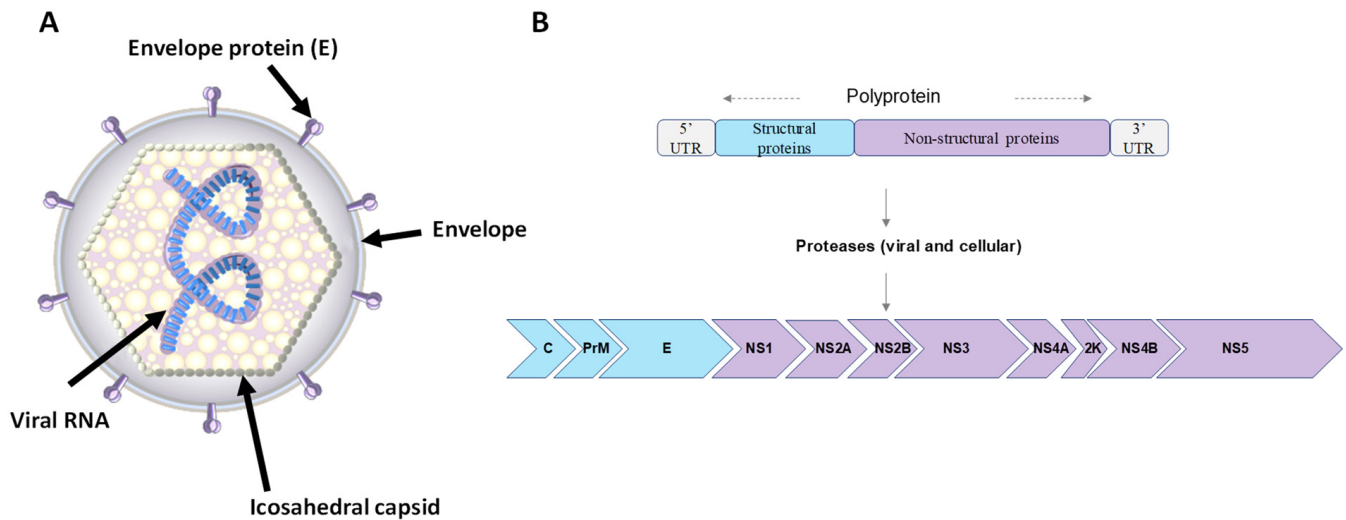 A
Envelope protein (E)
Envelope
Viral RNA
Icosahedral capsid
B
Polyprotein
5’
UTR
Structural
proteins
Non-structural proteins
3’
UTR
Proteases (viral and cellular)
C
PrM
E
NS1
NS2A
NS2B
NS3
NS4A
2K
NS4B
NS5